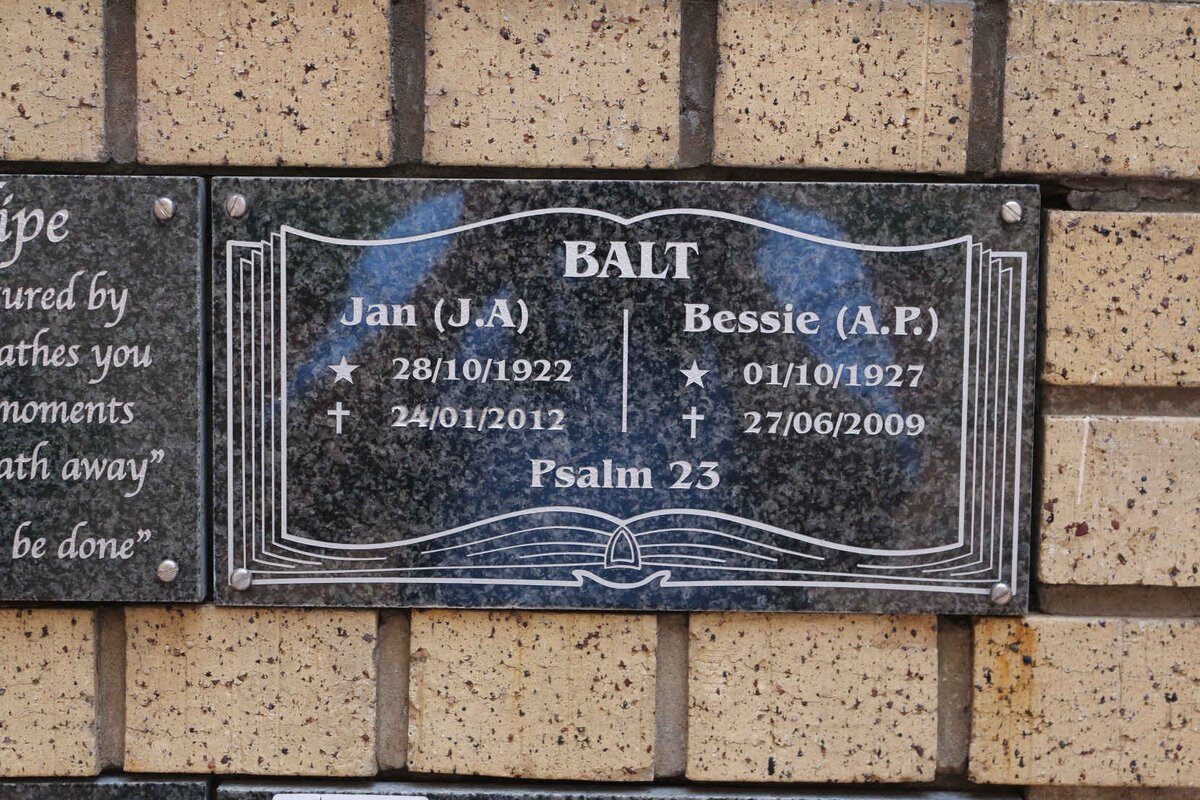 ured by
athes you
moments
ath away”
be done”
BALT
Jan (J.A)
28/10/1922
24/01/2012
Bessie (A.P.)
01/10/1927
27/06/2009
Psalm 23